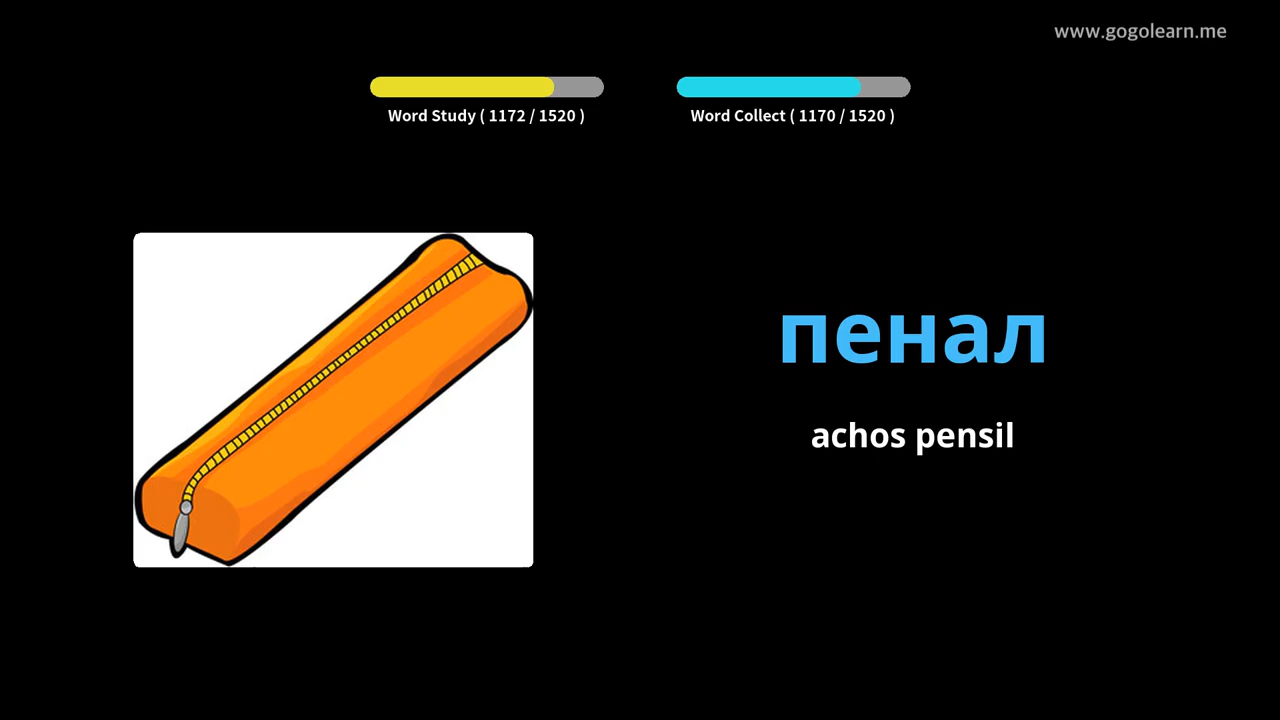 www.gogolearn.me
Word Study ( 1172 / 1520 )
Word Collect ( 1170 / 1520 )
пенал
achos pensil